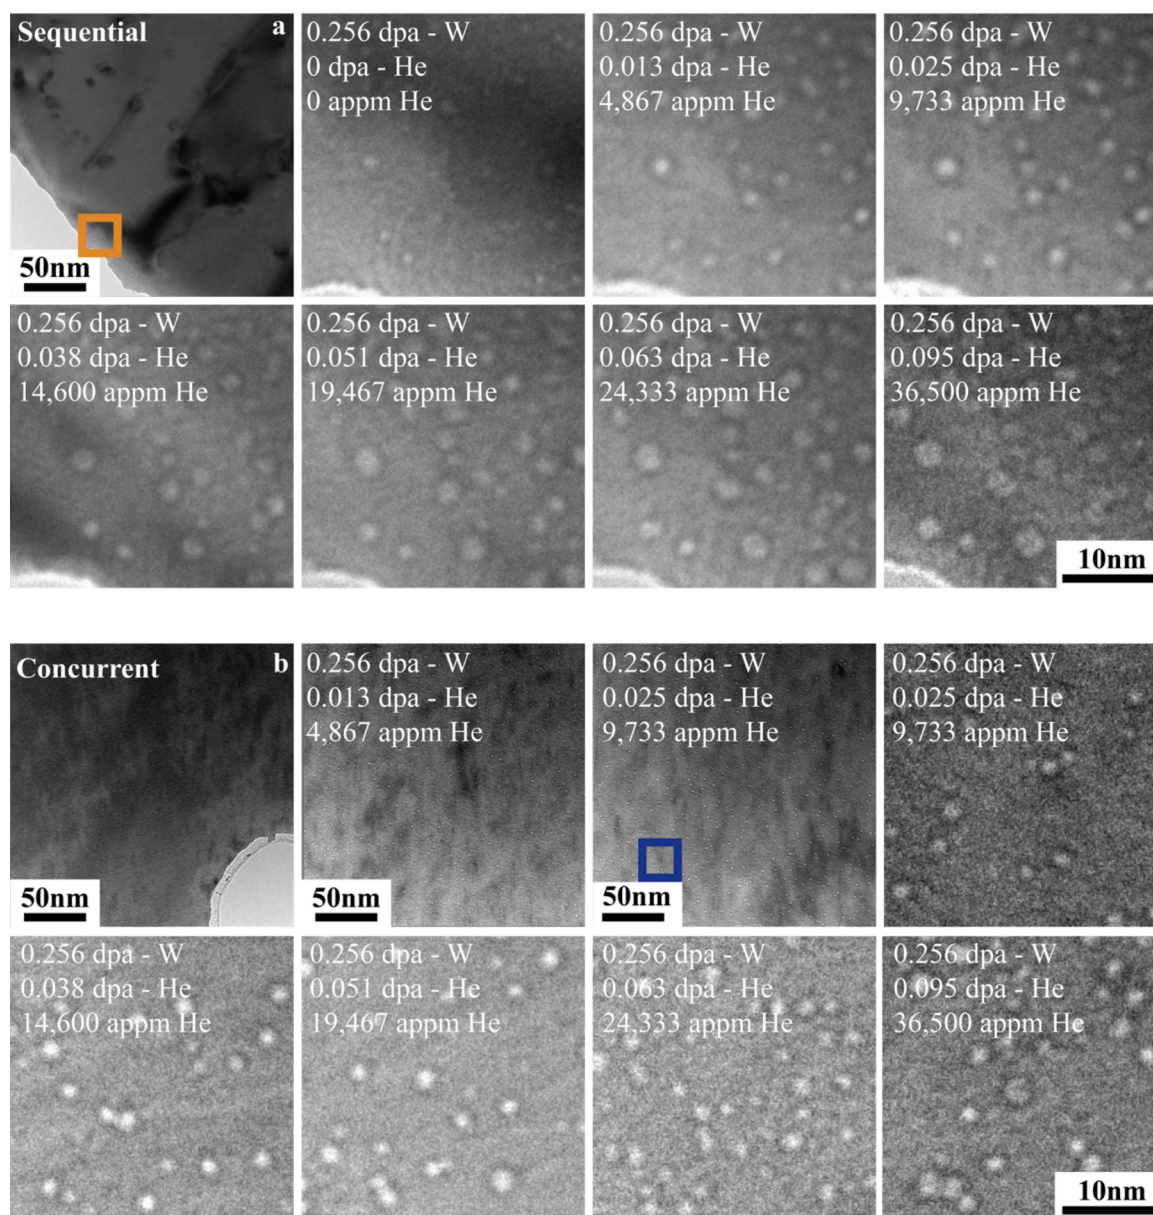 Sequential
a
50nm
0.256 dpa - W
0 dpa - He
0 appm He
0.256 dpa - W
0.013 dpa - He
4,867 appm He
0.256 dpa - W
0.025 dpa - He
9,733 appm He
0.256 dpa - W
0.038 dpa - He
14,600 appm He
0.256 dpa - W
0.051 dpa - He
19,467 appm He
0.256 dpa - W
0.063 dpa - He
24,333 appm He
0.256 dpa - W
0.095 dpa - He
36,500 appm He
10nm
Concurrent
b
50nm
0.256 dpa - W
0.013 dpa - He
4,867 appm He
50nm
0.256 dpa - W
0.025 dpa - He
9,733 appm He
50nm
0.256 dpa - W
0.025 dpa - He
9,733 appm He
0.256 dpa - W
0.038 dpa - He
14,600 appm He
0.256 dpa - W
0.051 dpa - He
19,467 appm He
0.256 dpa - W
0.063 dpa - He
24,333 appm He
0.256 dpa - W
0.095 dpa - He
36,500 appm He
10nm